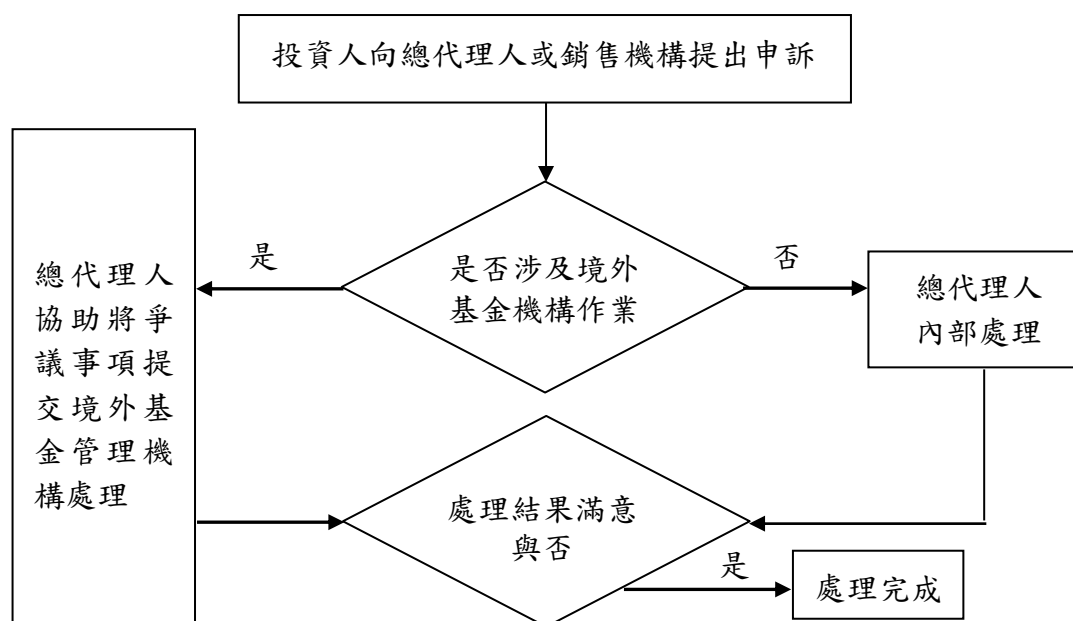 投資人向總代理人或銷售機構提出申訴
是
是否涉及境外
基金機構作業
否
總代理人
協助將爭
議事項提
交境外基
金管理機
構處理
總代理人
內部處理
處理結果滿意
與否
是
處理完成